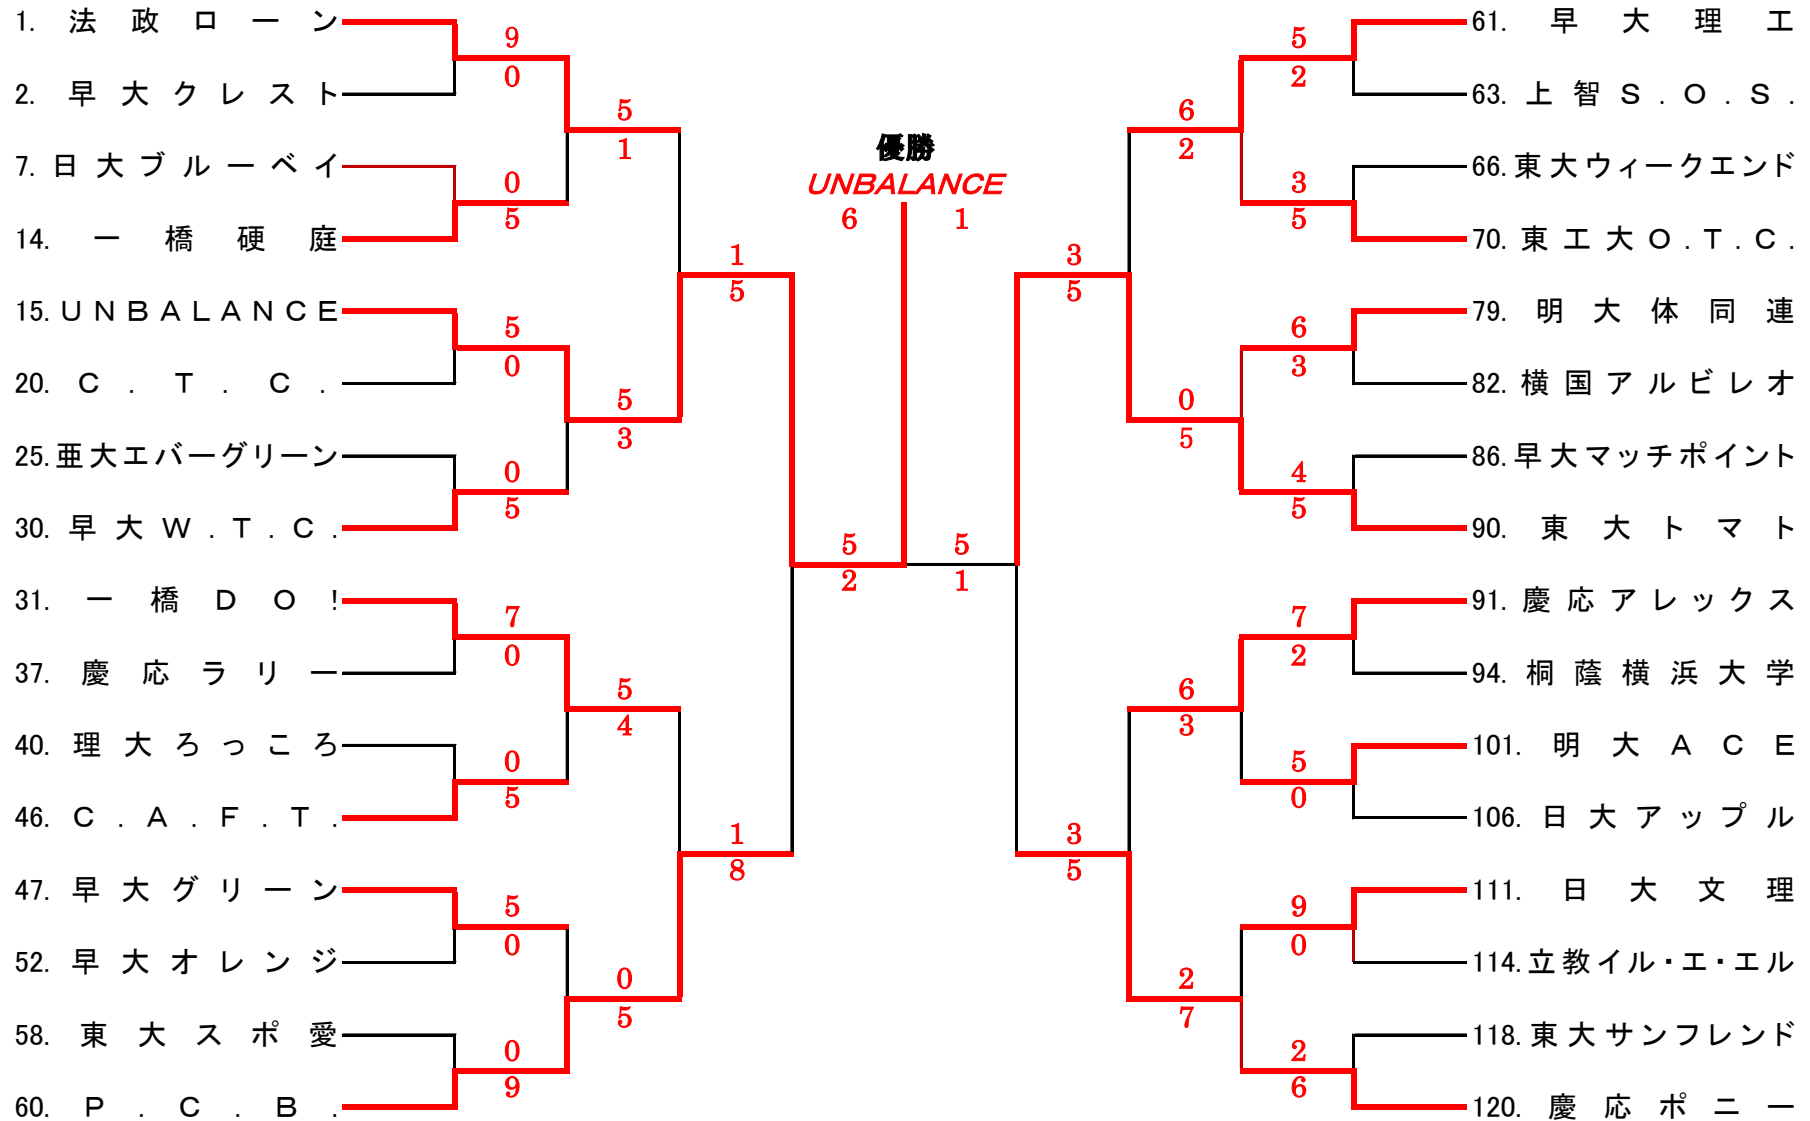 1. 法政ローン
2. 早大クレスト
7. 日大ブルーベイ
14. 一橋硬庭
15. UNBALANCE
20. C.T.C.
25. 亜大エバーグリーン
30. 早大W.T.C.
31. 一橋DO!
37. 慶応ラリー
40. 理大ろっころ
46. C.A.F.T.
47. 早大グリーン
52. 早大オレンジ
58. 東大スポ愛
60. P.C.B.
9
0
0
5
5
0
0
5
7
0
0
5
5
0
0
9
5
1
5
3
5
4
0
5
1
5
1
8
5
2
優勝
UNBALANCE
6 1
5
1
3
5
3
5
6
2
0
5
6
3
2
7
5
2
3
5
6
3
4
5
7
2
5
0
9
0
2
6
61. 早大理工
63. 上智S.O.S.
66. 東大ウィークエンド
70. 東工大O.T.C.
79. 明大体同連
82. 横国アルビレオ
86. 早大マッチポイント
90. 東大トマト
91. 慶応アレックス
94. 桐蔭横浜大学
101. 明大ACE
106. 日大アップル
111. 日大文理
114. 立教イル・エ・エル
118. 東大サンフレンド
120. 慶応ポニー